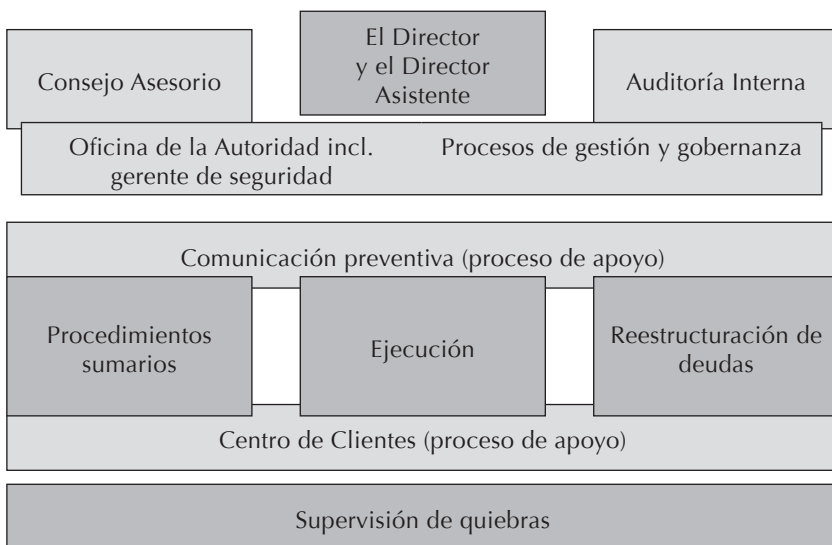 Consejo Asesorio
El Director
y el Director
Asistente
Auditoría Interna
Oficina de la Autoridad incl.
gerente de seguridad
Procesos de gestión y gobernanza
Comunicación preventiva (proceso de apoyo)
Procedimientos
sumarios
Ejecución
Reestructuración de
deudas
Centro de Clientes (proceso de apoyo)
Supervisión de quiebras